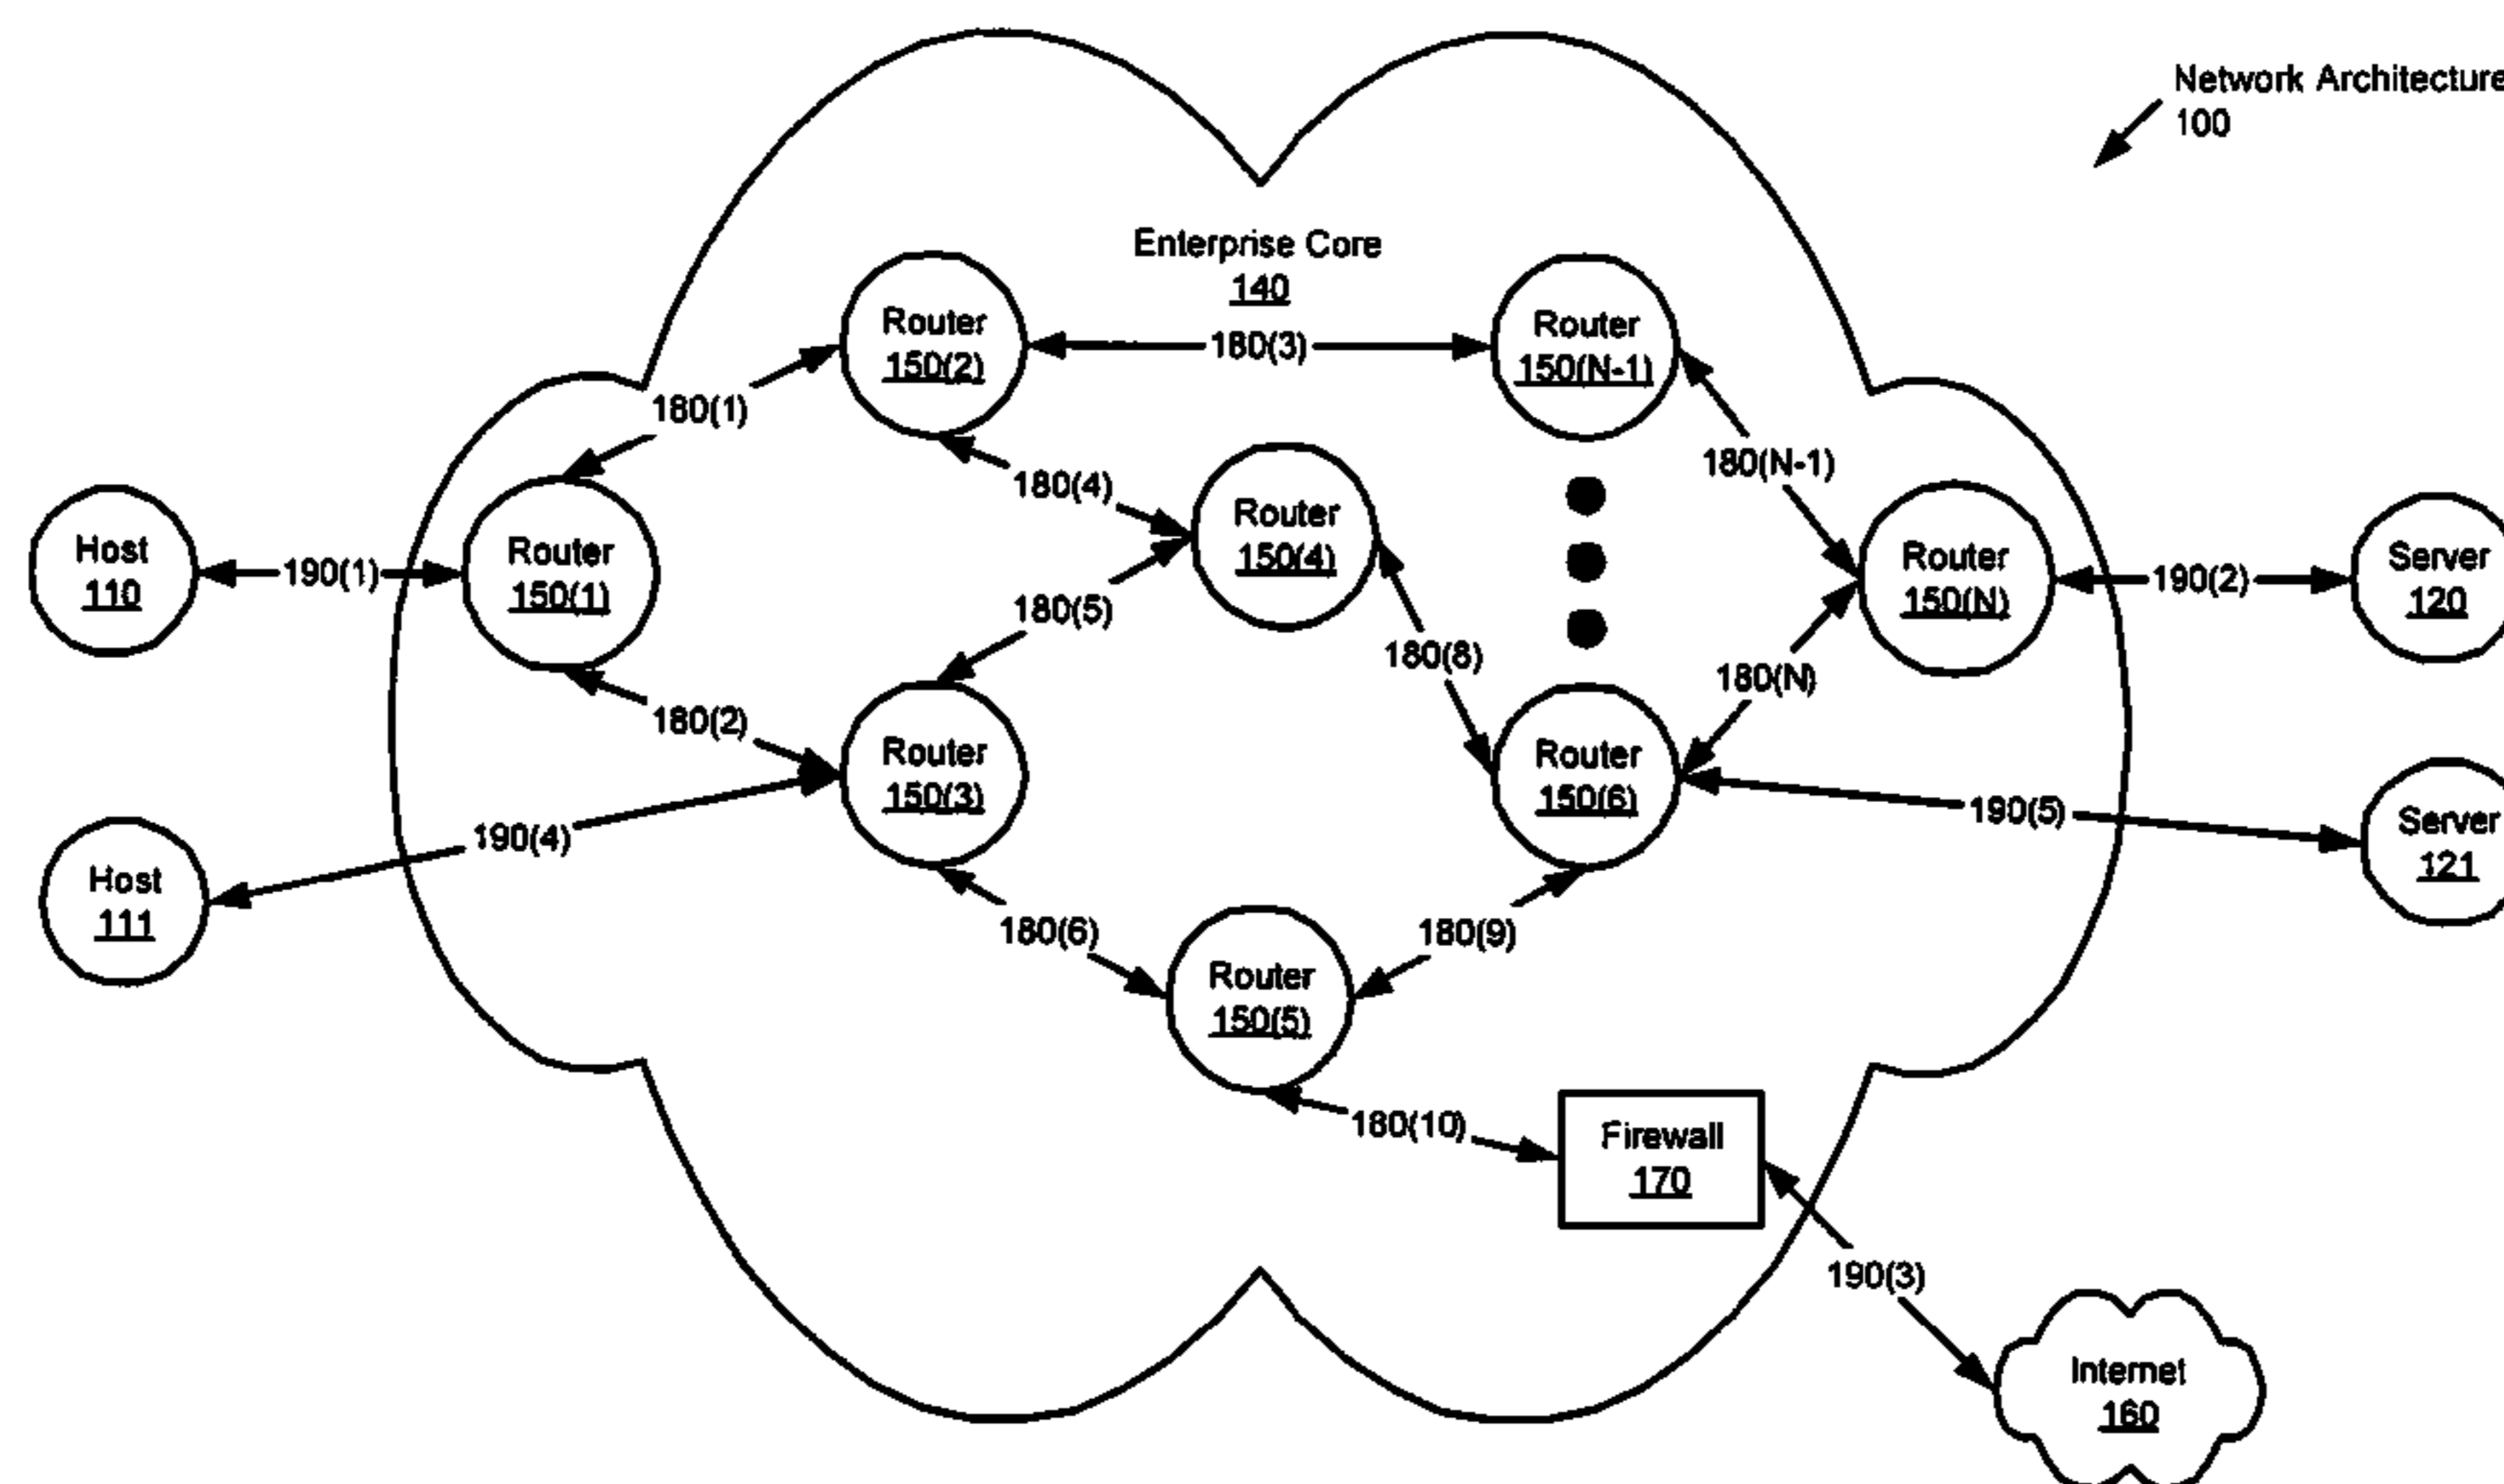 Network Architecture
100
Enterprise Core
140
Router
150(2)
180(3)
Router
150(N-1)
180(1)
180(4)
180(N-1)
Host
110
190(1)
Router
150(1)
Router
150(4)
Router
150(N)
190(2)
Server
120
180(5)
180(8)
180(N)
180(2)
Router
150(3)
Router
150(6)
190(5)
Server
121
190(4)
Host
111
180(6)
180(9)
Router
150(5)
180(10)
Firewall
170
190(3)
Internet
160